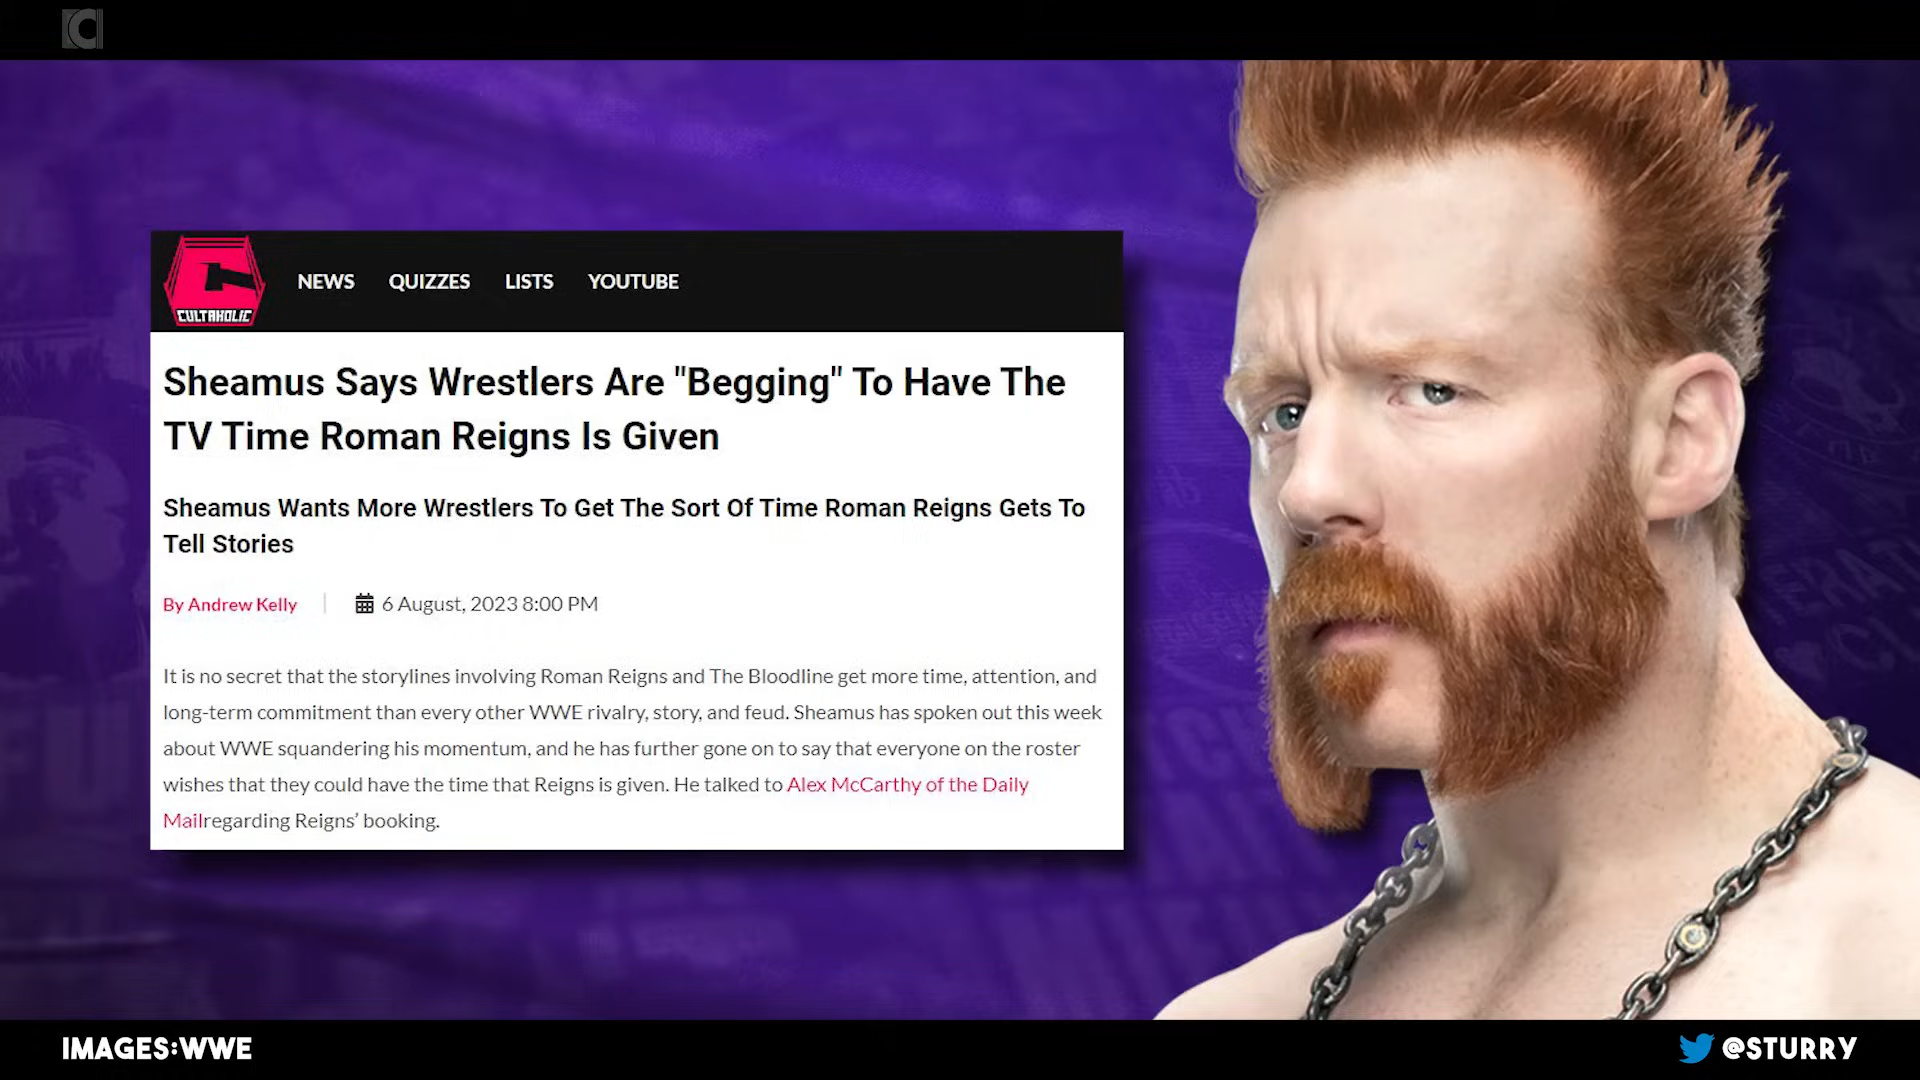 C
NEWS QUIZZES LISTS YOUTUBE
CULTAHOLIC
Sheamus Says Wrestlers Are "Begging" To Have The
TV Time Roman Reigns Is Given
Sheamus Wants More Wrestlers To Get The Sort Of Time Roman Reigns Gets To
Tell Stories
By Andrew Kelly 6 August, 2023 8:00 PM
It is no secret that the storylines involving Roman Reigns and The Bloodline get more time, attention, and
long-term commitment than every other WWE rivalry, story, and feud. Sheamus has spoken out this week
about WWE squandering his momentum, and he has further gone on to say that everyone on the roster
wishes that they could have the time that Reigns is given. He talked to Alex McCarthy of the Daily
Mailregarding Reigns’ booking.
IMAGES:WWE
@STURRY